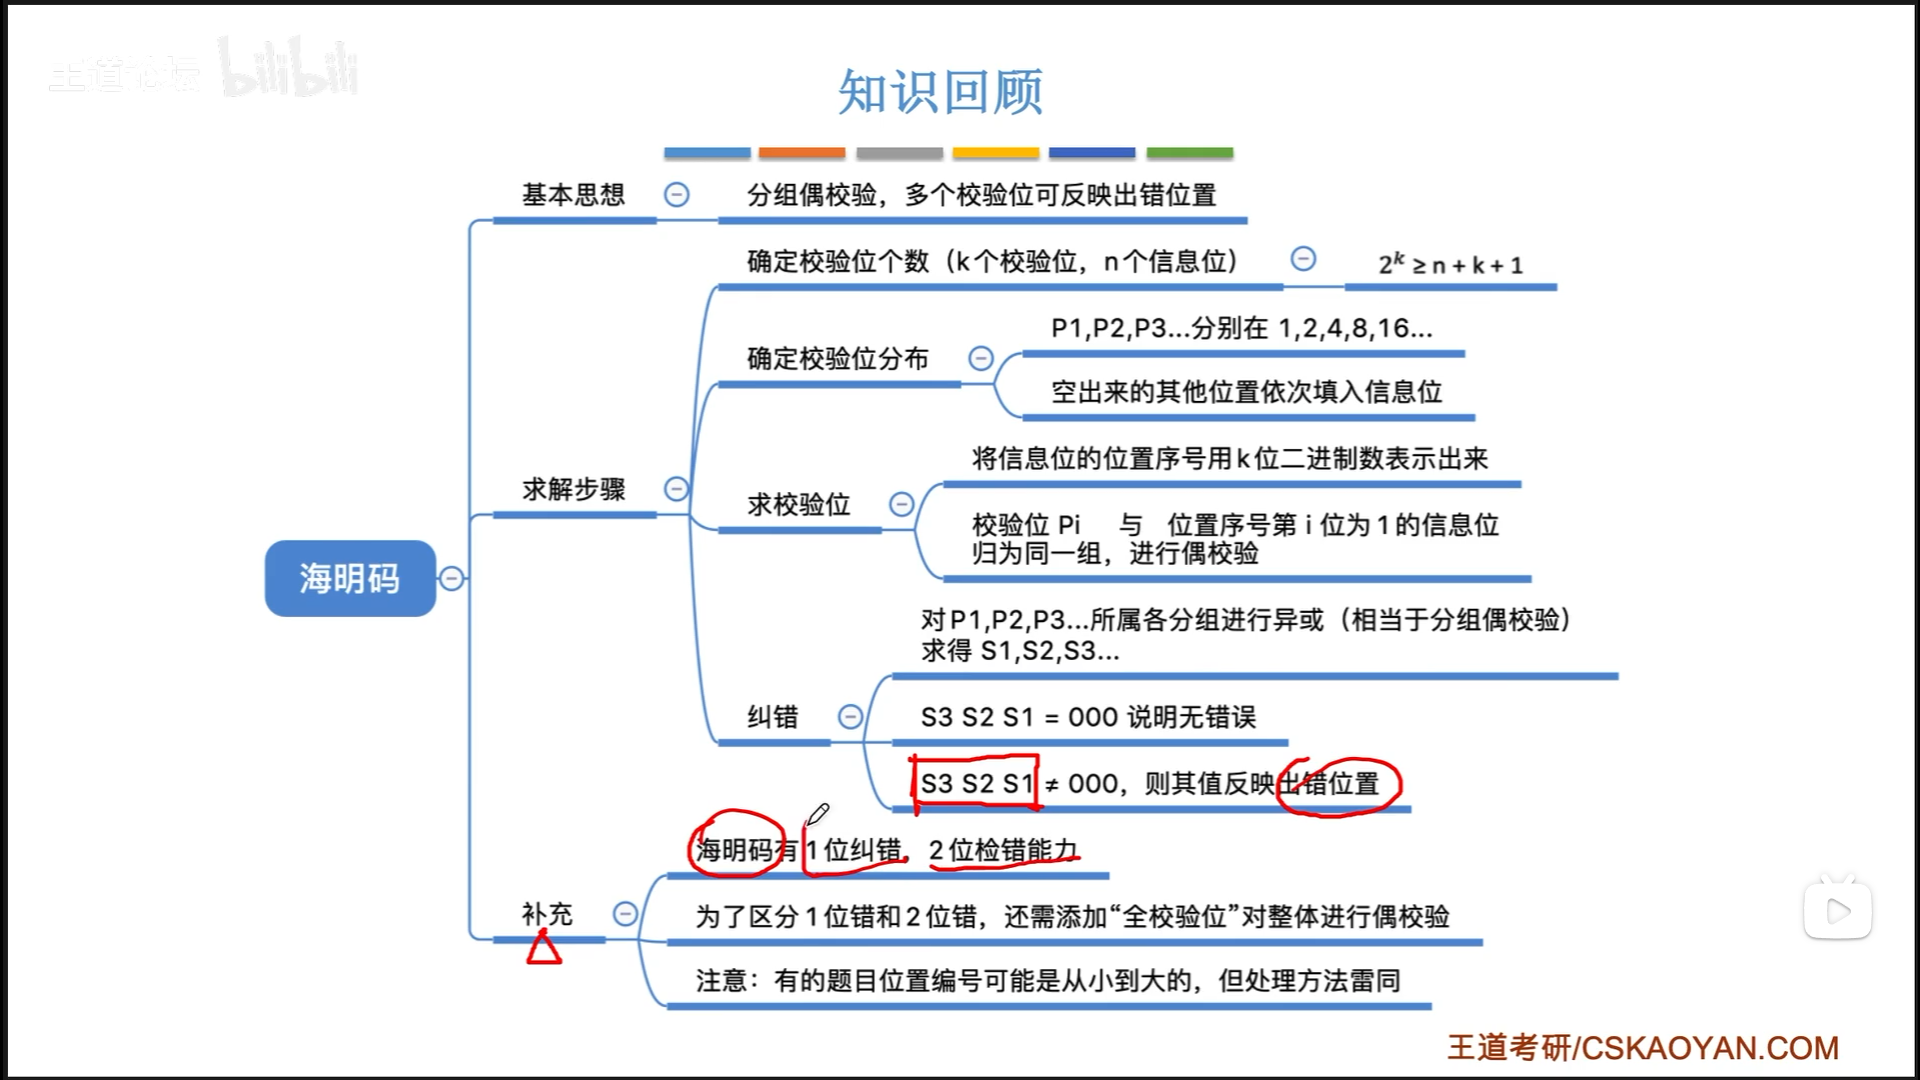 王道论坛 bilibili
知识回顾
基本思想
分组偶校验，多个校验位可反映出错位置
确定校验位个数（k个校验位，n个信息位）
2^k ≥ n + k + 1
确定校验位分布
P1,P2,P3...分别在 1,2,4,8,16...
空出来的其他位置依次填入信息位
求解步骤
求校验位
将信息位的位置序号用k位二进制数表示出来
校验位 Pi 与 位置序号第 i 位为 1 的信息位
归为同一组，进行偶校验
海明码
纠错
对P1,P2,P3...所属各分组进行异或（相当于分组偶校验）
求得 S1,S2,S3...
S3 S2 S1 = 000 说明无错误
S3 S2 S1 ≠ 000，则其值反映出错位置
补充
海明码有 1 位纠错，2 位检错能力
为了区分 1 位错和 2 位错，还需添加“全校验位”对整体进行偶校验
注意：有的题目位置编号可能是从小到大的，但处理方法雷同
王道考研/CSKAOYAN.COM